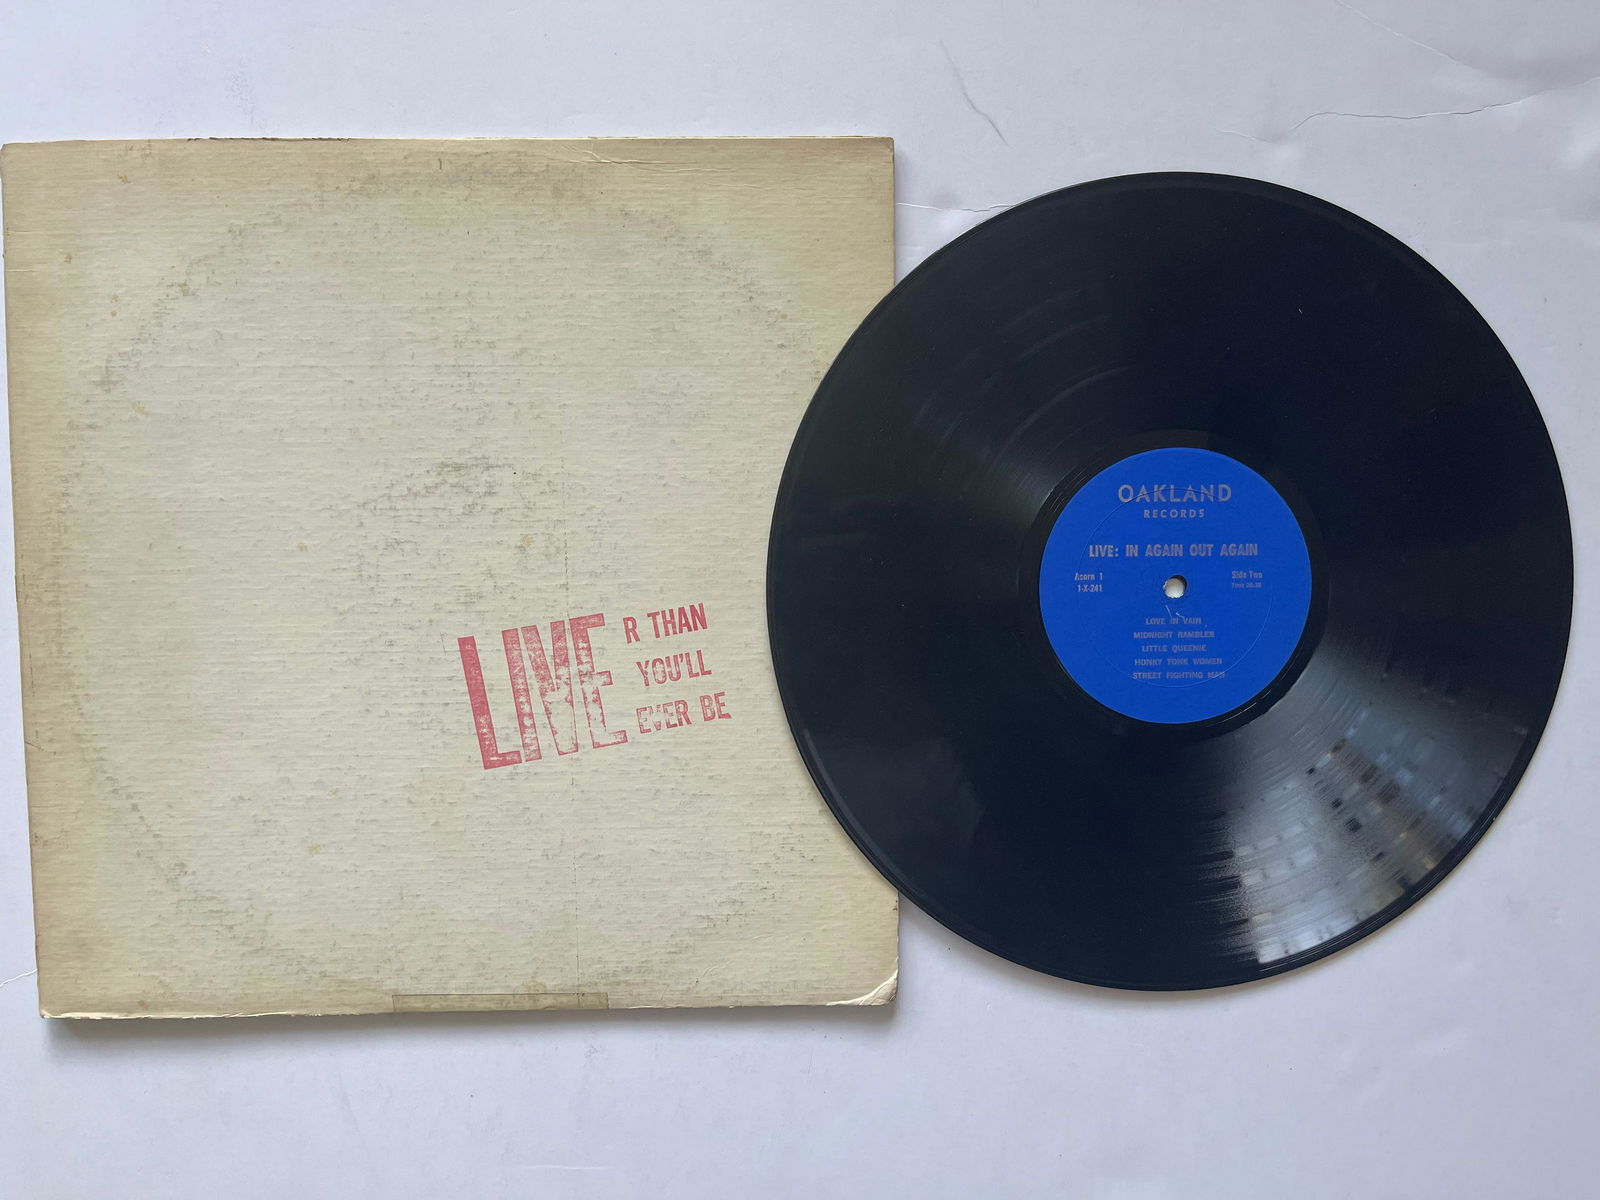 LIVE R THAN
YOU'LL
EVER BE
OAKLAND
RECORDS
LIVE: IN AGAIN OUT AGAIN
Acorn 1
1-X-241
Side Two
LOVE IN VAIN
MIDNIGHT RAMBLER
LITTLE QUEENIE
HONKY TONK WOMEN
STREET FIGHTING MAN